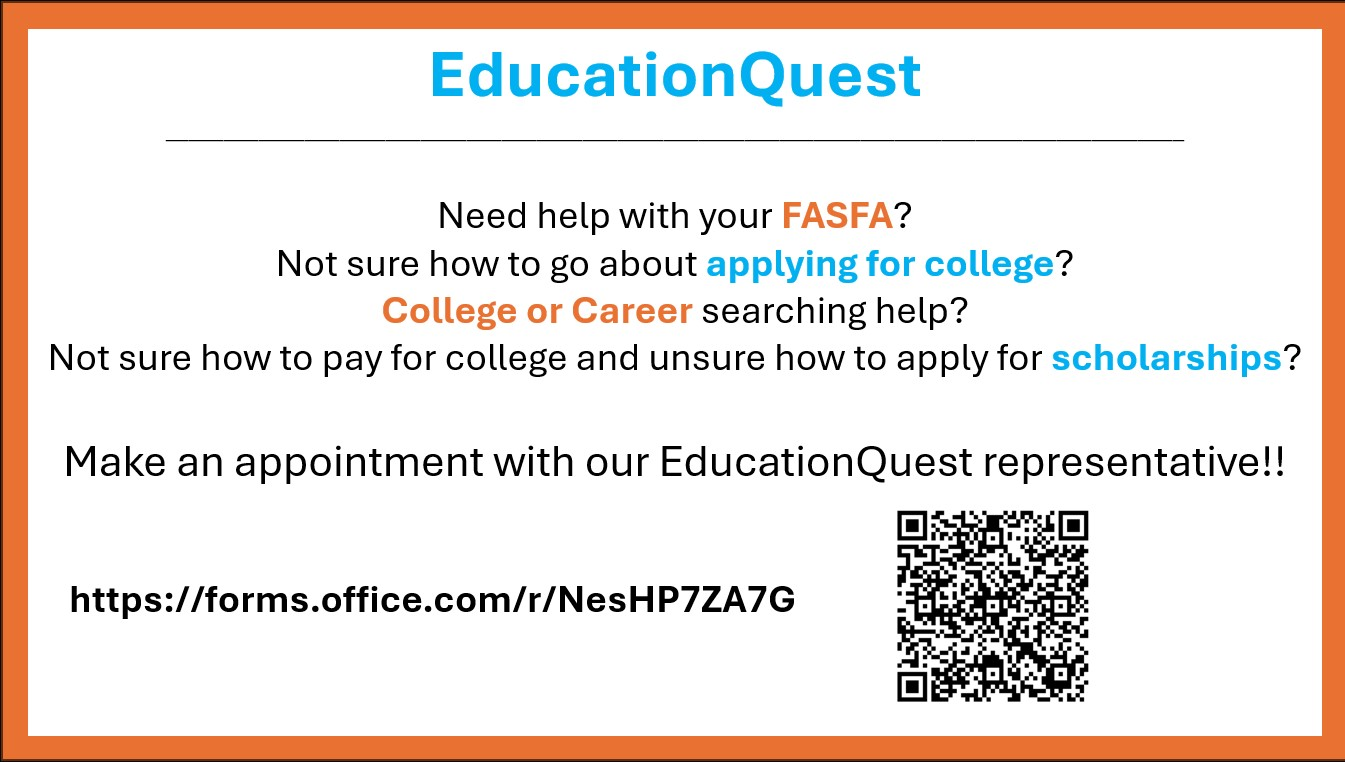 EducationQuest
Need help with your FASFA?
Not sure how to go about applying for college?
College or Career searching help?
Not sure how to pay for college and unsure how to apply for scholarships?
Make an appointment with our EducationQuest representative!!
https://forms.office.com/r/NesHP7ZA7G